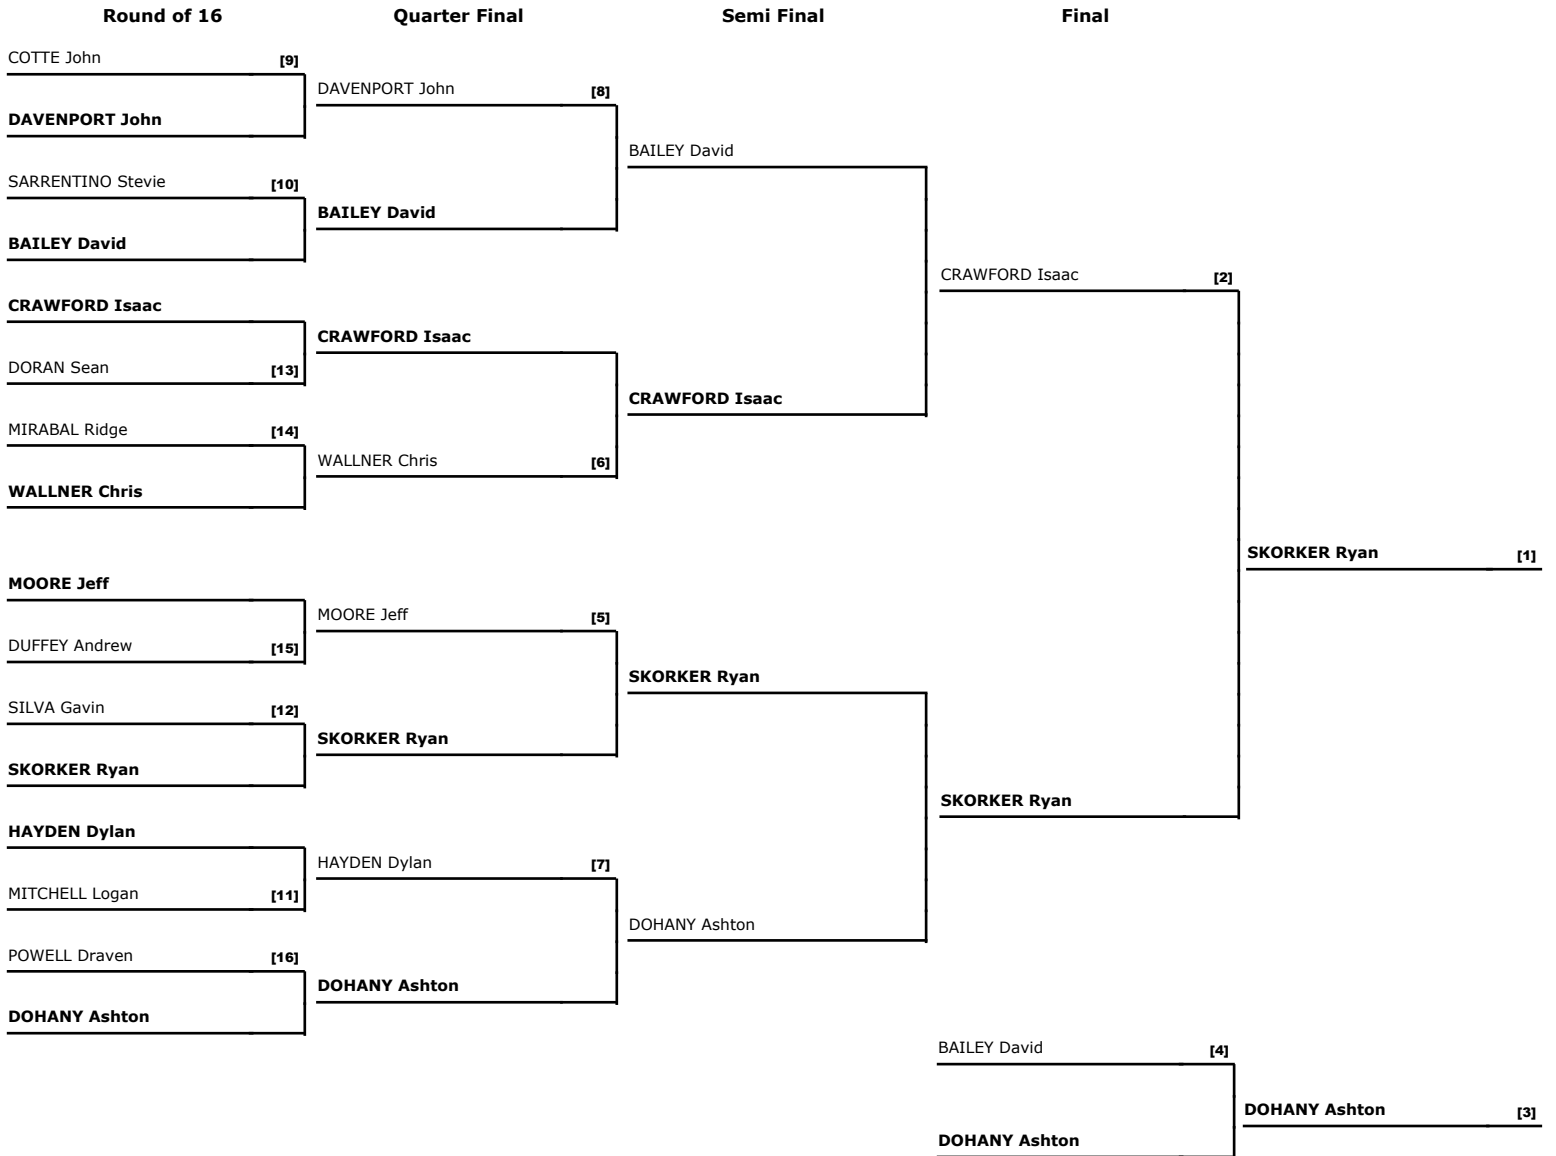 Round of 16 Quarter Final Semi Final Final
COTTE John [9]
DAVENPORT John
SARRENTINO Stevie [10]
BAILEY David
CRAWFORD Isaac
DORAN Sean [13]
MIRABAL Ridge [14]
WALLNER Chris
MOORE Jeff
DUFFEY Andrew [15]
SILVA Gavin [12]
SKORKER Ryan
HAYDEN Dylan
MITCHELL Logan [11]
POWELL Draven [16]
DOHANY Ashton
DAVENPORT John [8]
BAILEY David
CRAWFORD Isaac
WALLNER Chris [6]
MOORE Jeff [5]
SKORKER Ryan
HAYDEN Dylan [7]
DOHANY Ashton
BAILEY David
CRAWFORD Isaac
SKORKER Ryan
DOHANY Ashton
CRAWFORD Isaac [2]
SKORKER Ryan
SKORKER Ryan [1]
BAILEY David [4]
DOHANY Ashton
DOHANY Ashton [3]